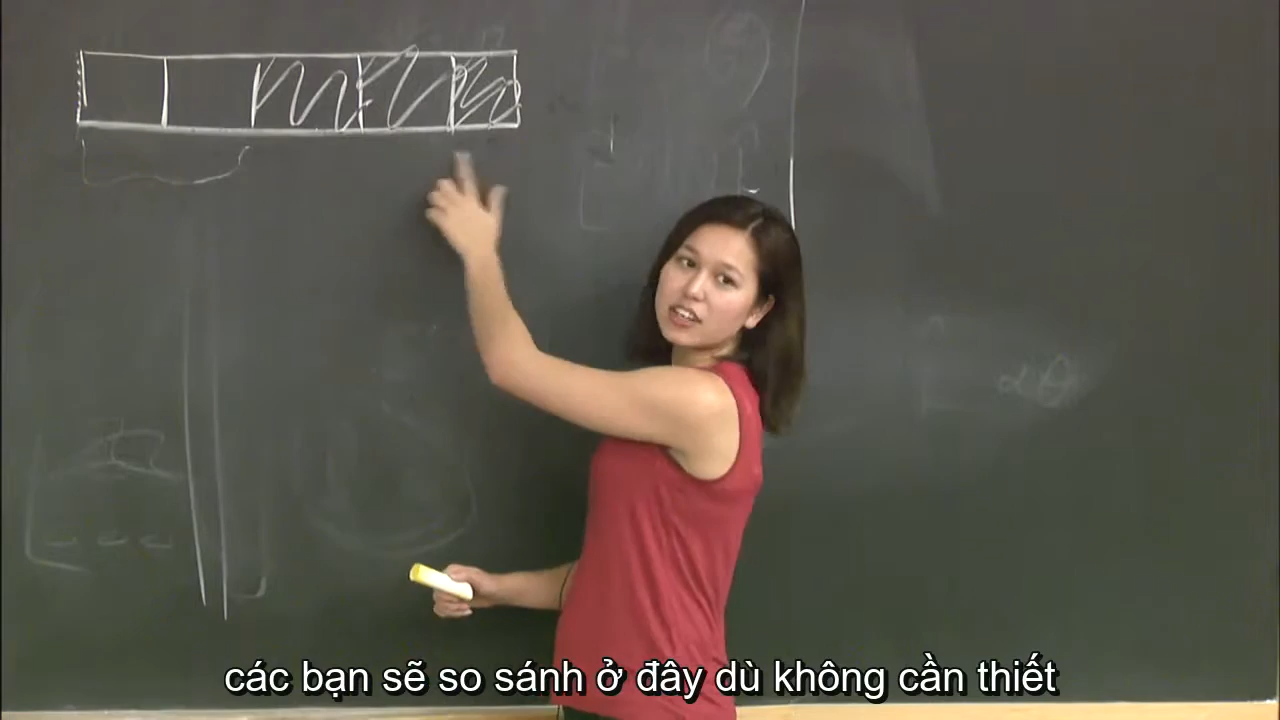 các bạn sẽ so sánh ở đây dù không cần thiết